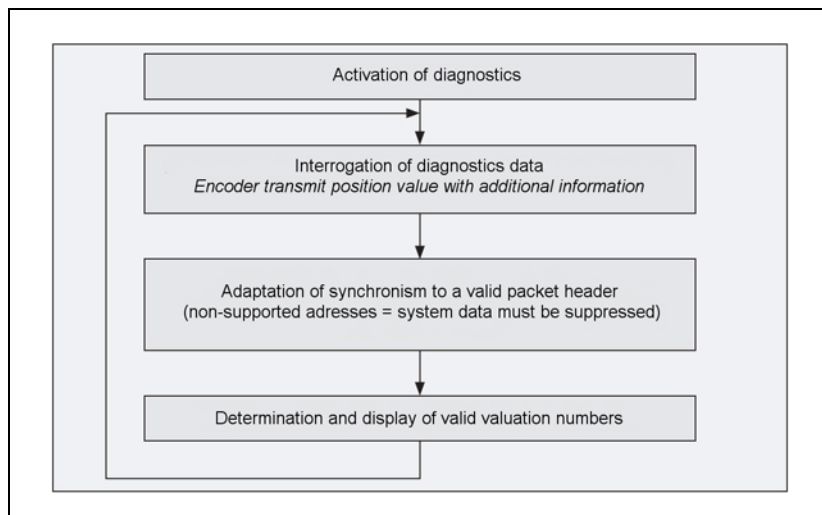 Activation of diagnostics
Interrogation of diagnostics data
Encoder transmit position value with additional information
Adaptation of synchronism to a valid packet header
(non-supported adresses = system data must be suppressed)
Determination and display of valid valuation numbers